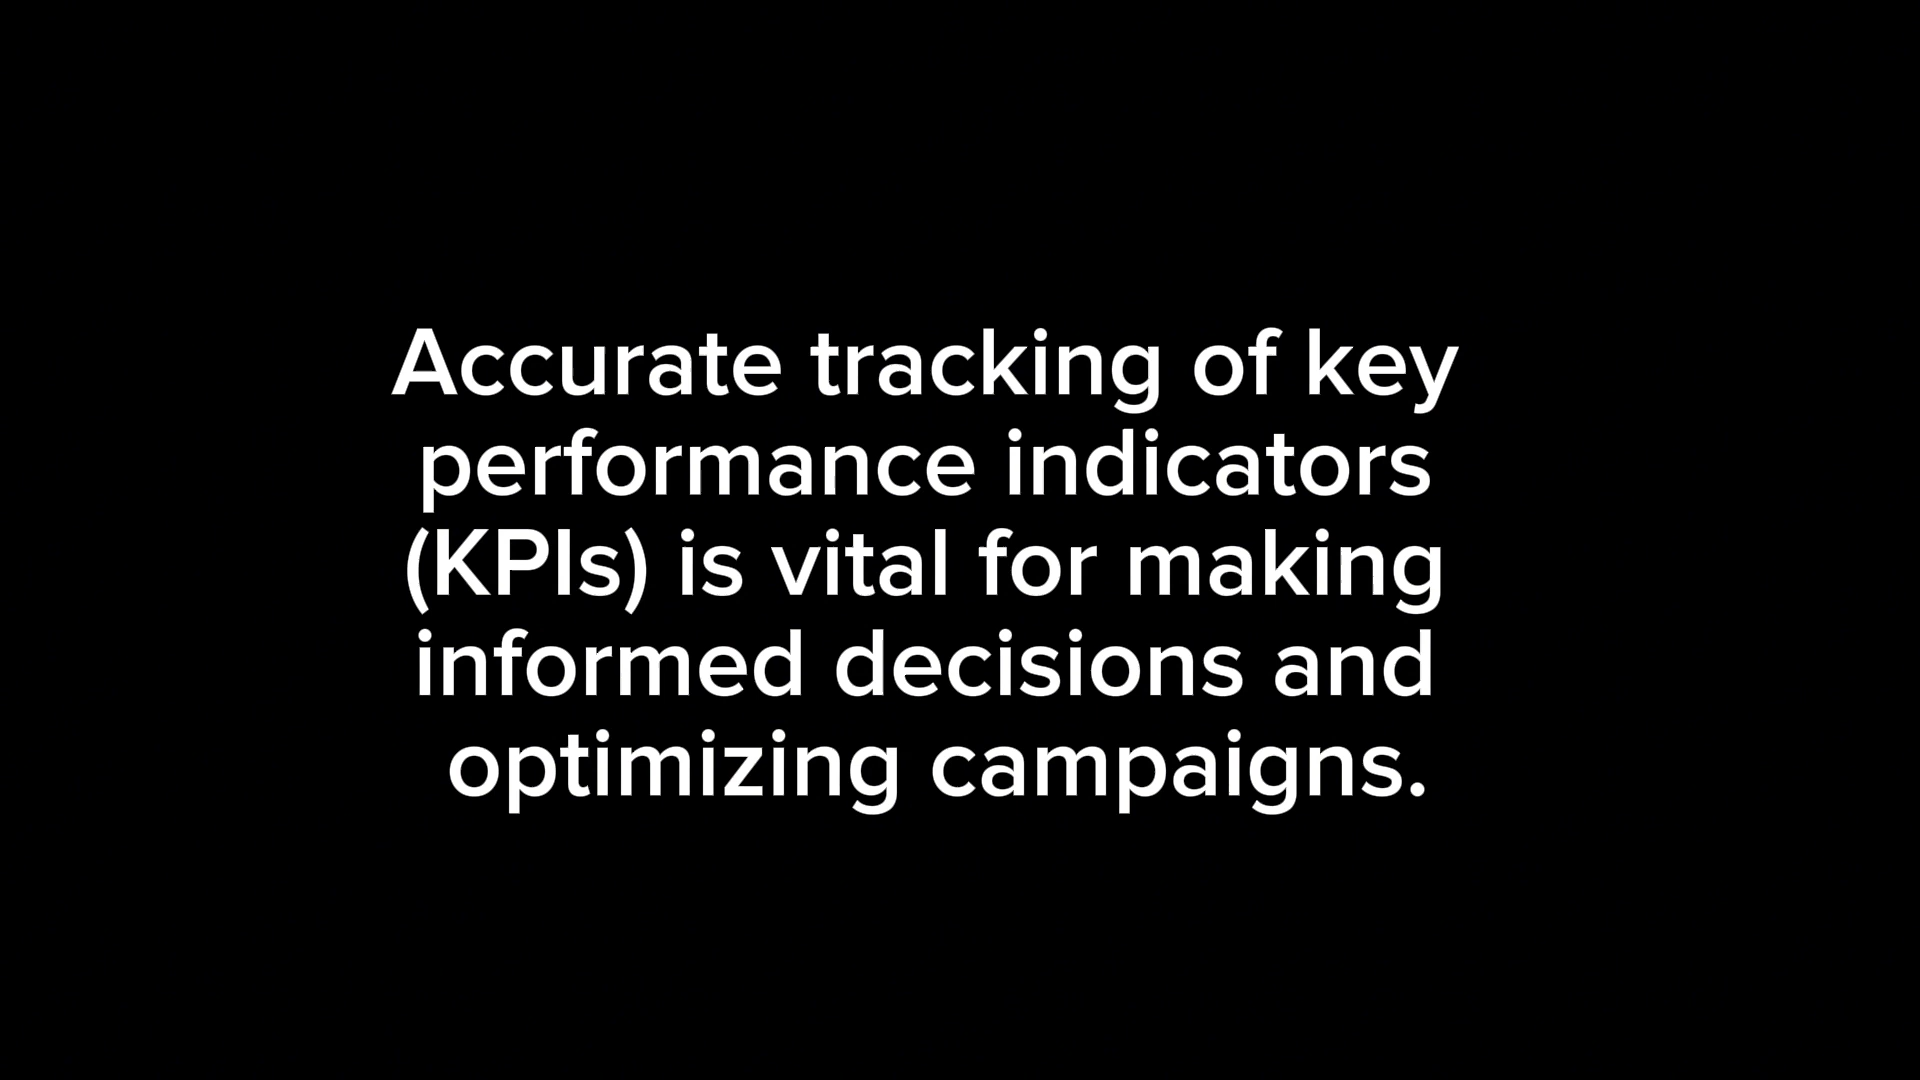 Accurate tracking of key
performance indicators
(KPIs) is vital for making
informed decisions and
optimizing campaigns.